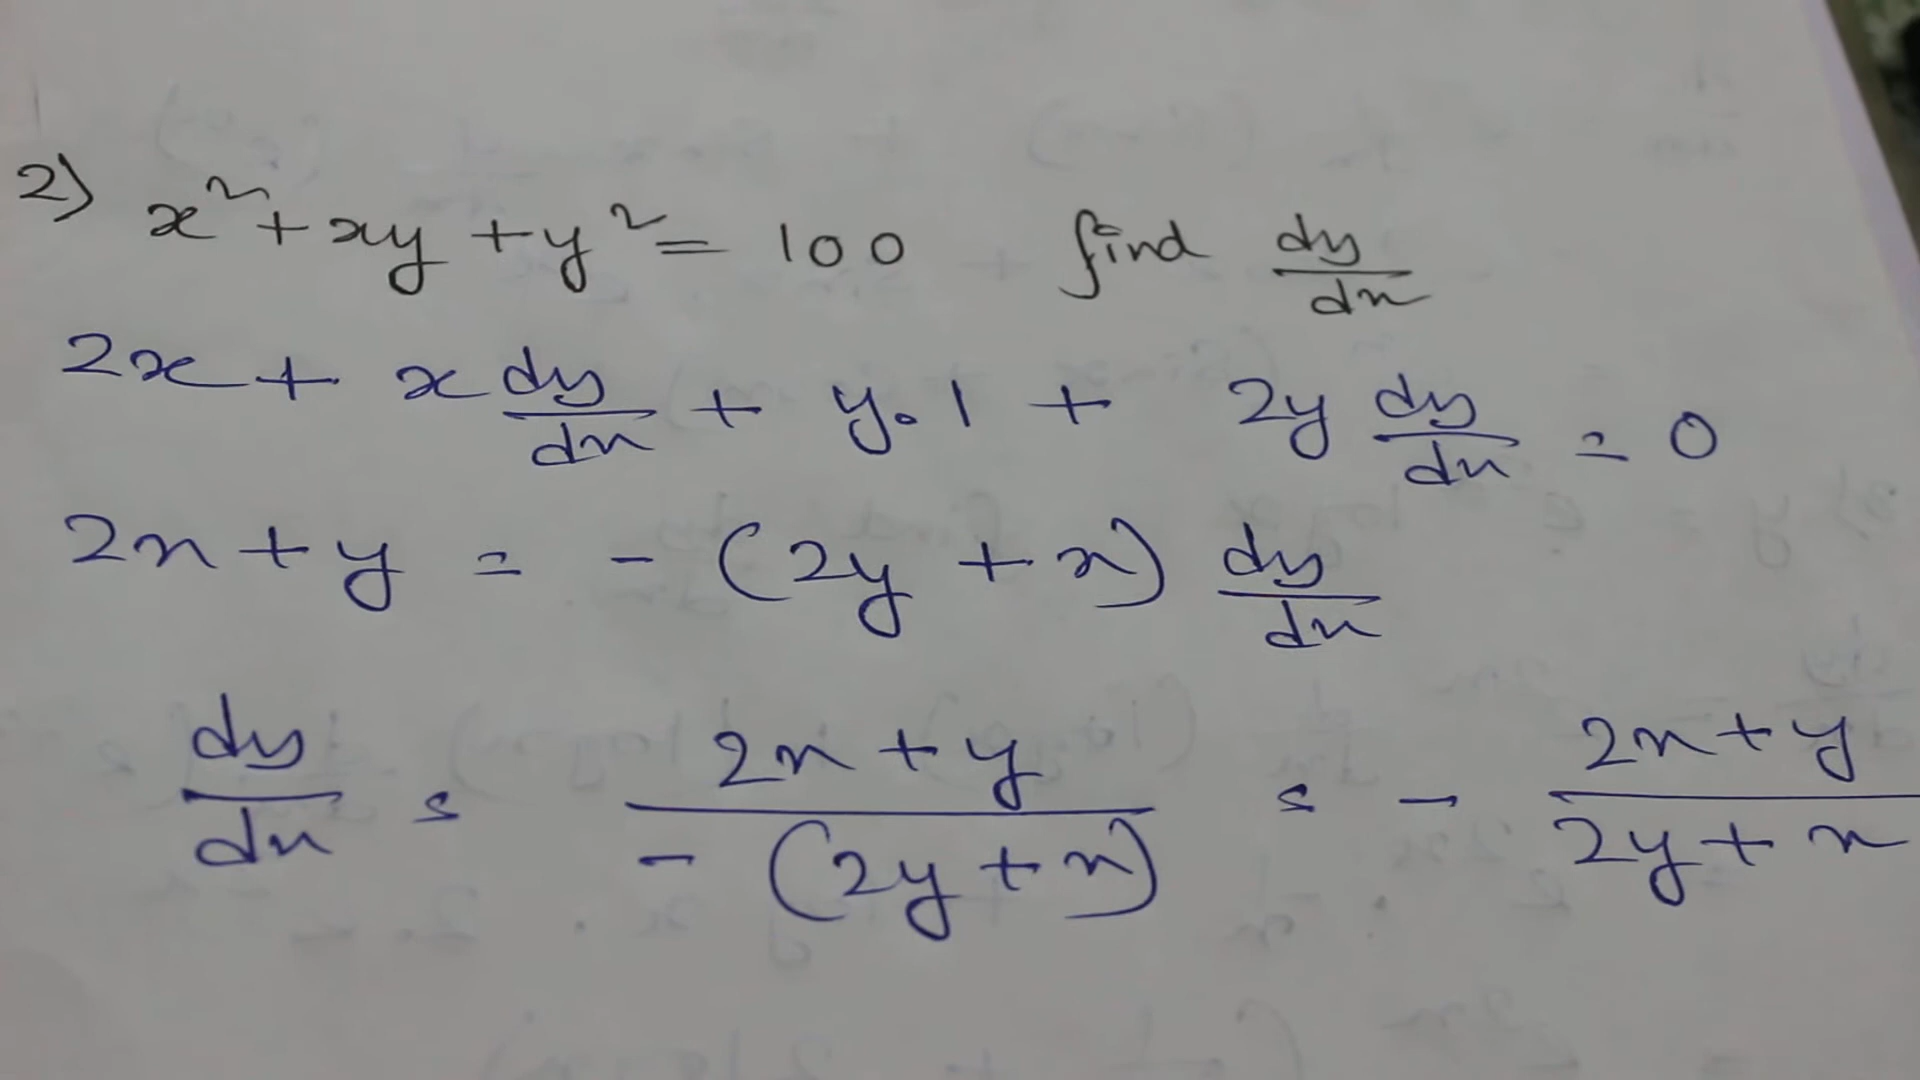 2) x² + xy + y² = 100 find dy/dx
2x + x dy/dx + y.1 + 2y dy/dx = 0
2x + y = - (2y + x) dy/dx
dy/dx = 2x + y / - (2y + x) = - 2x + y / 2y + x